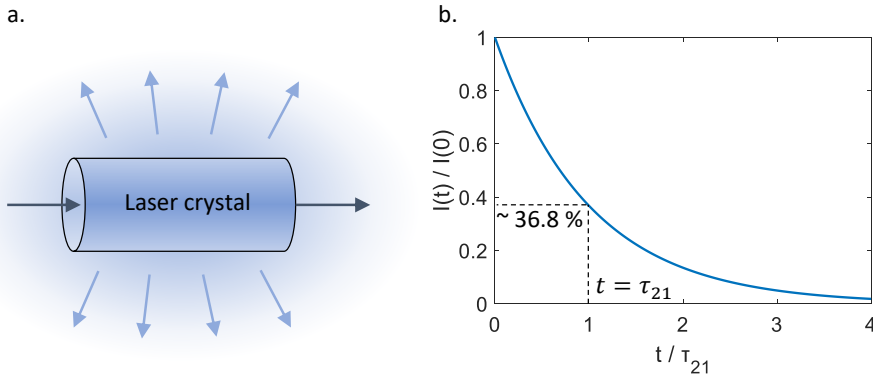 a.
Laser crystal
b.
I(t) / I(0)
1
0.8
0.6
0.4
0.2
0
~ 36.8 %
t = τ₂₁
0 1 2 3 4
t / τ₂₁